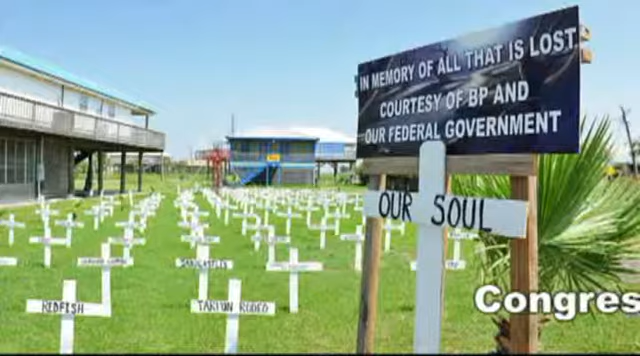 IN MEMORY OF ALL THAT IS LOST
COURTESY OF BP AND
OUR FEDERAL GOVERNMENT
OUR SOUL
REDFISH
TARPON RODEO
Congres